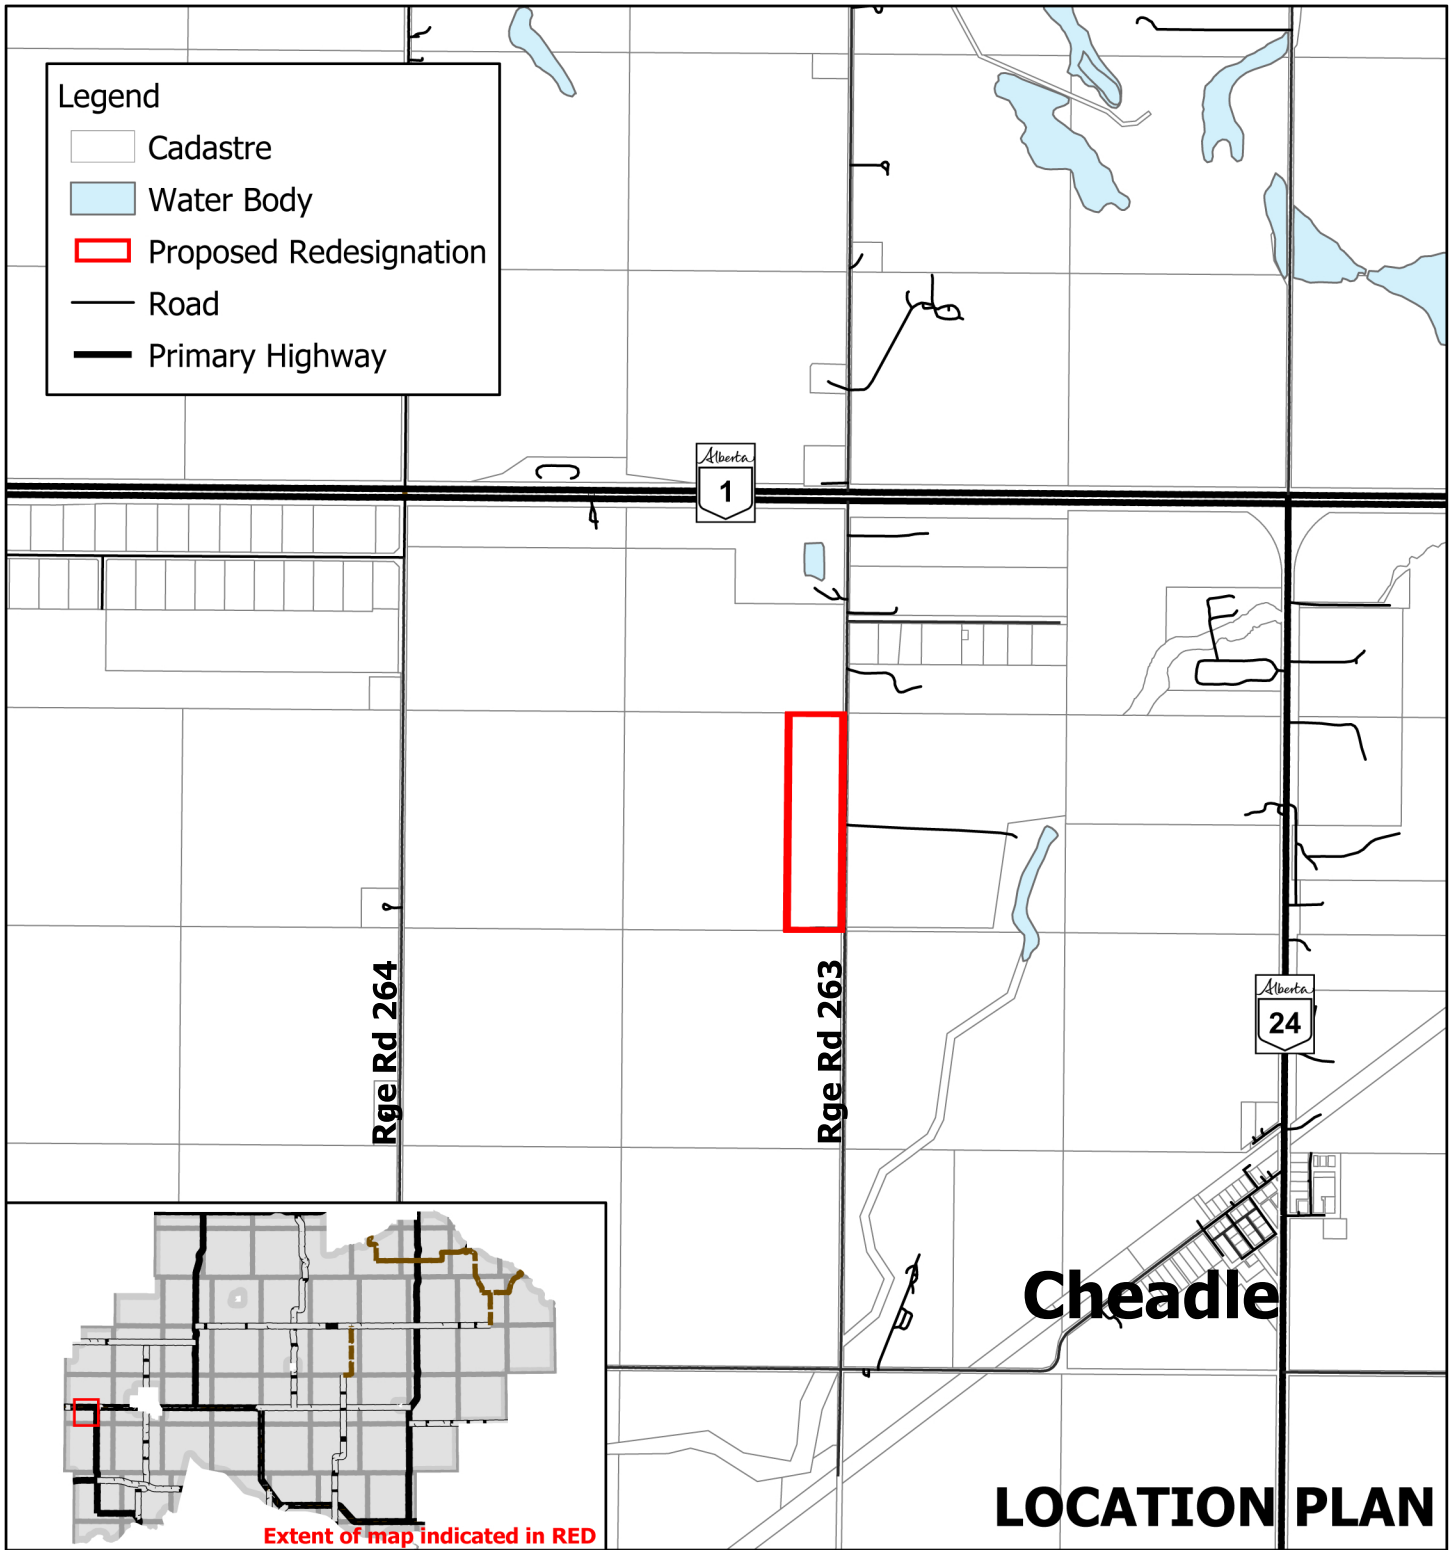 Legend
Cadastre
Water Body
Proposed Redesignation
Road
Primary Highway
Alberta
1
Rge Rd 264
Rge Rd 263
Alberta
24
Cheadle
Extent of map indicated in RED
LOCATION PLAN